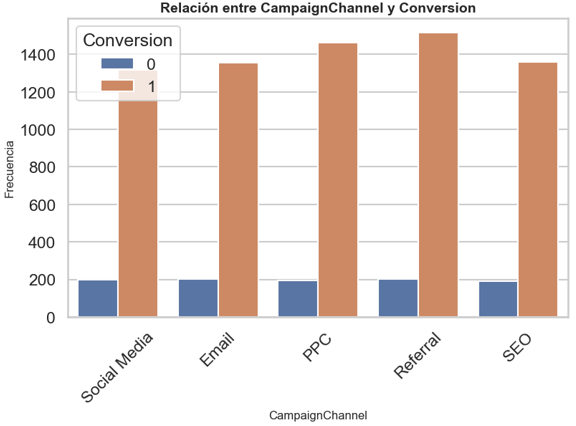 Relación entre CampaignChannel y Conversion
Conversion
0
1
Frecuencia
1400
1200
1000
800
600
400
200
0
Social Media
Email
PPC
Referral
SEO
CampaignChannel